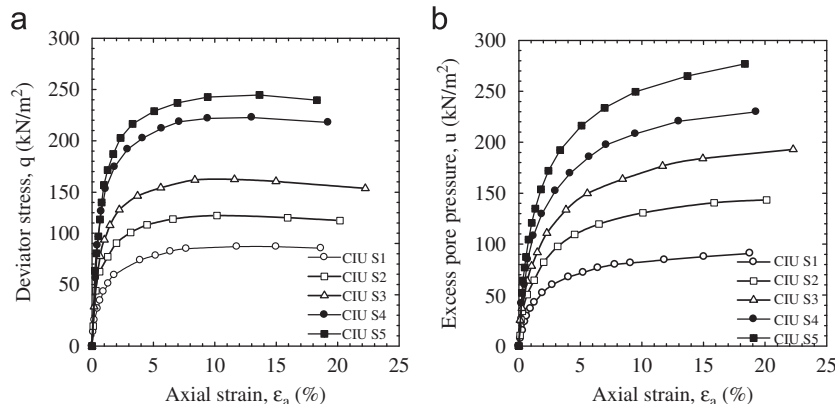 a
Deviator stress, q (kN/m²)
300
250
200
150
100
50
0
0
5
10
15
20
25
Axial strain, εa (%)
CIU S1
CIU S2
CIU S3
CIU S4
CIU S5
b
Excess pore pressure, u (kN/m²)
300
250
200
150
100
50
0
0
5
10
15
20
25
Axial strain, εa (%)
CIU S1
CIU S2
CIU S3
CIU S4
CIU S5